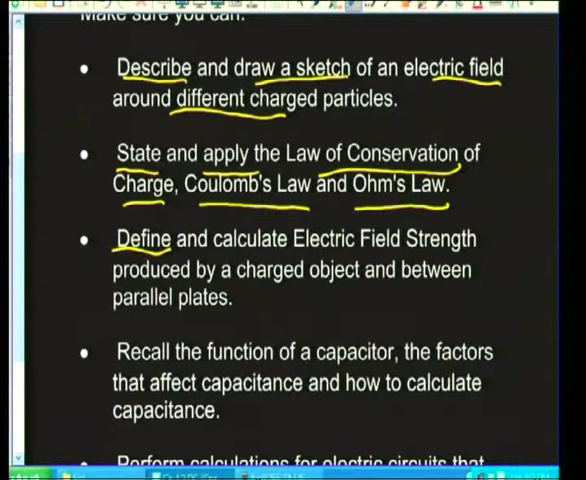 Make sure you can:
• Describe and draw a sketch of an electric field
around different charged particles.
• State and apply the Law of Conservation of
Charge, Coulomb's Law and Ohm's Law.
• Define and calculate Electric Field Strength
produced by a charged object and between
parallel plates.
• Recall the function of a capacitor, the factors
that affect capacitance and how to calculate
capacitance.
Perform calculations for electric circuits that